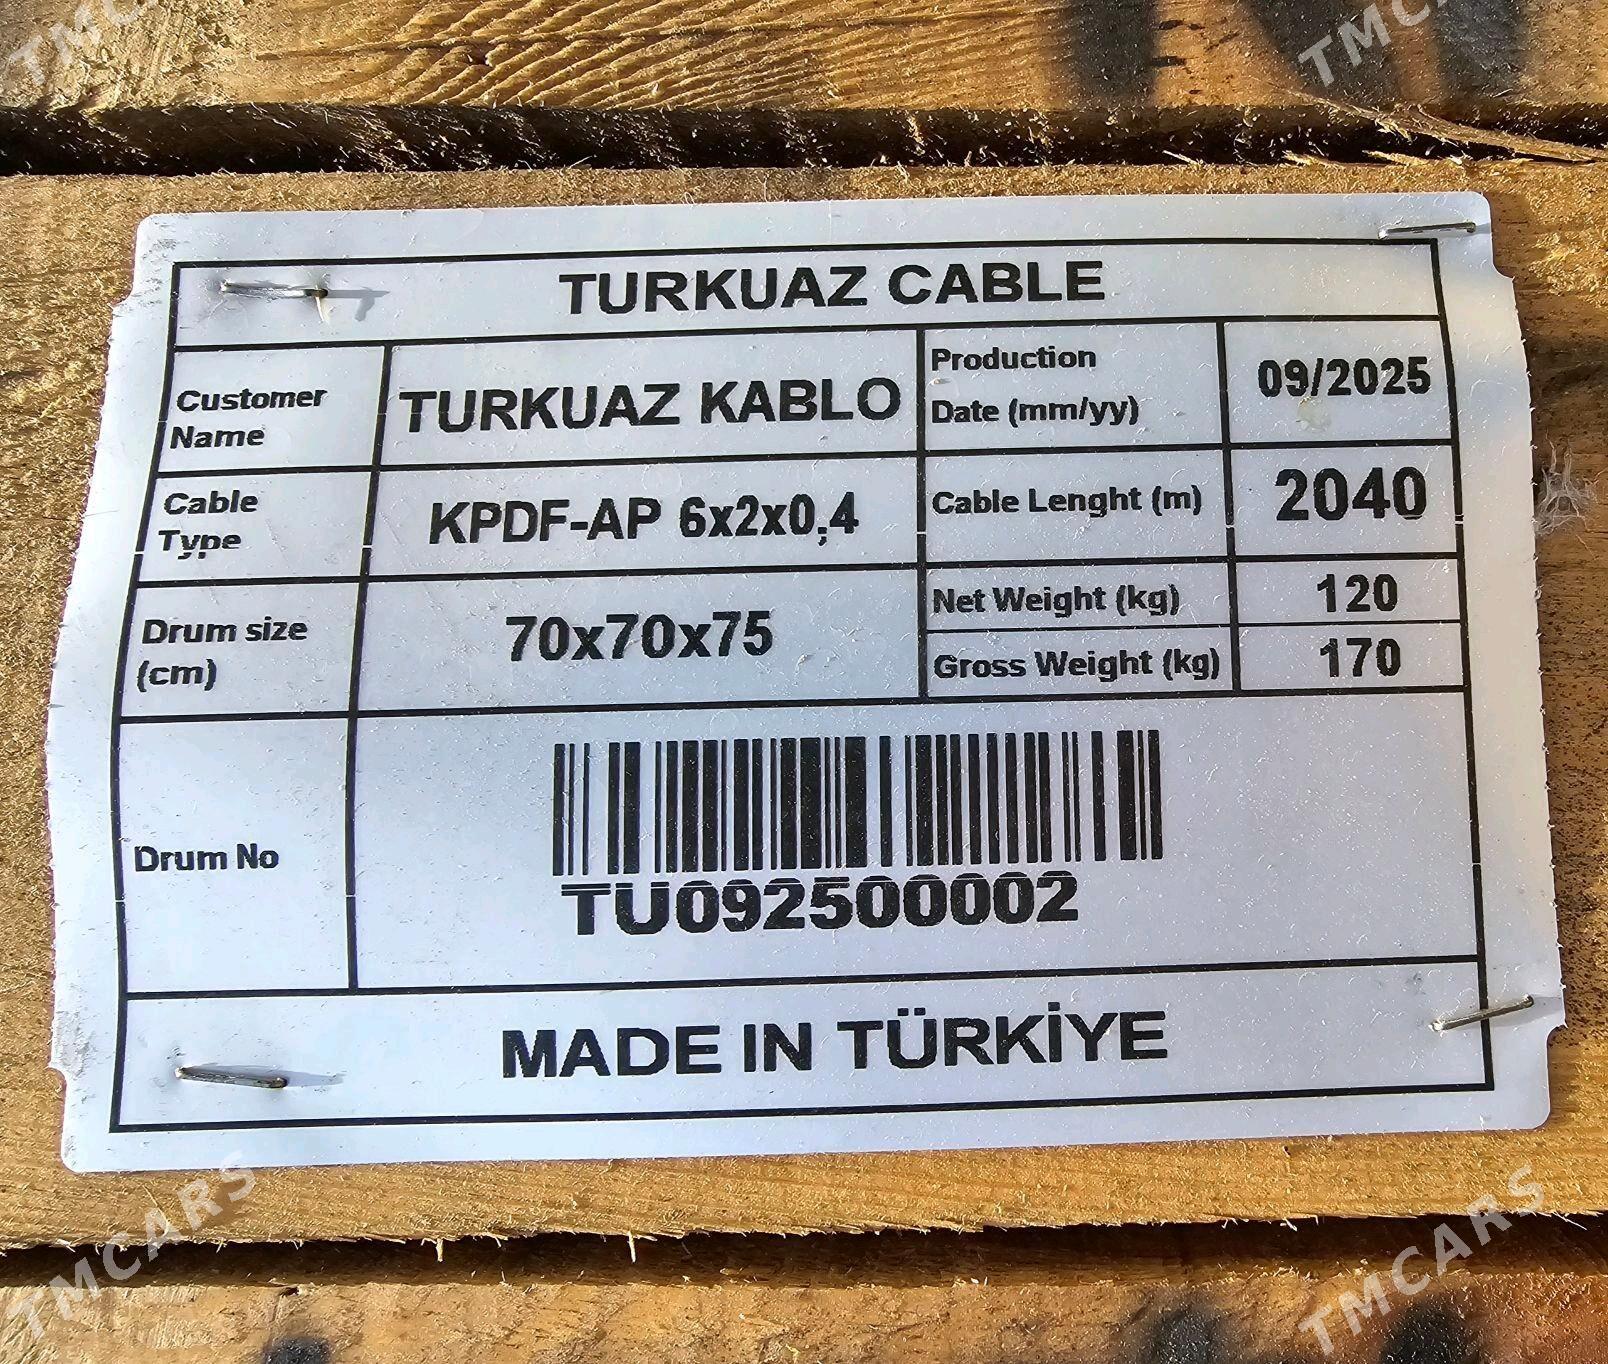 TURKUAZ CABLE
Customer
Name
TURKUAZ KABLO
Production
Date (mm/yy)
09/2025
Cable
Type
KPDF-AP 6x2x0,4
Cable Lenght (m)
2040
Drum size
(cm)
70x70x75
Net Weight (kg)
120
Gross Weight (kg)
170
Drum No
TU092500002
MADE IN TÜRKİYE
TMCARS
TMCARS
TMCARS
TMCARS